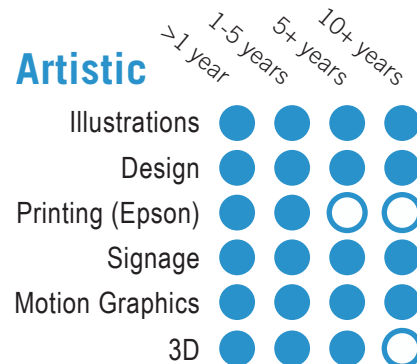 >1 year
1-5 years
5+ years
10+ years
Artistic
Illustrations
Design
Printing (Epson)
Signage
Motion Graphics
3D